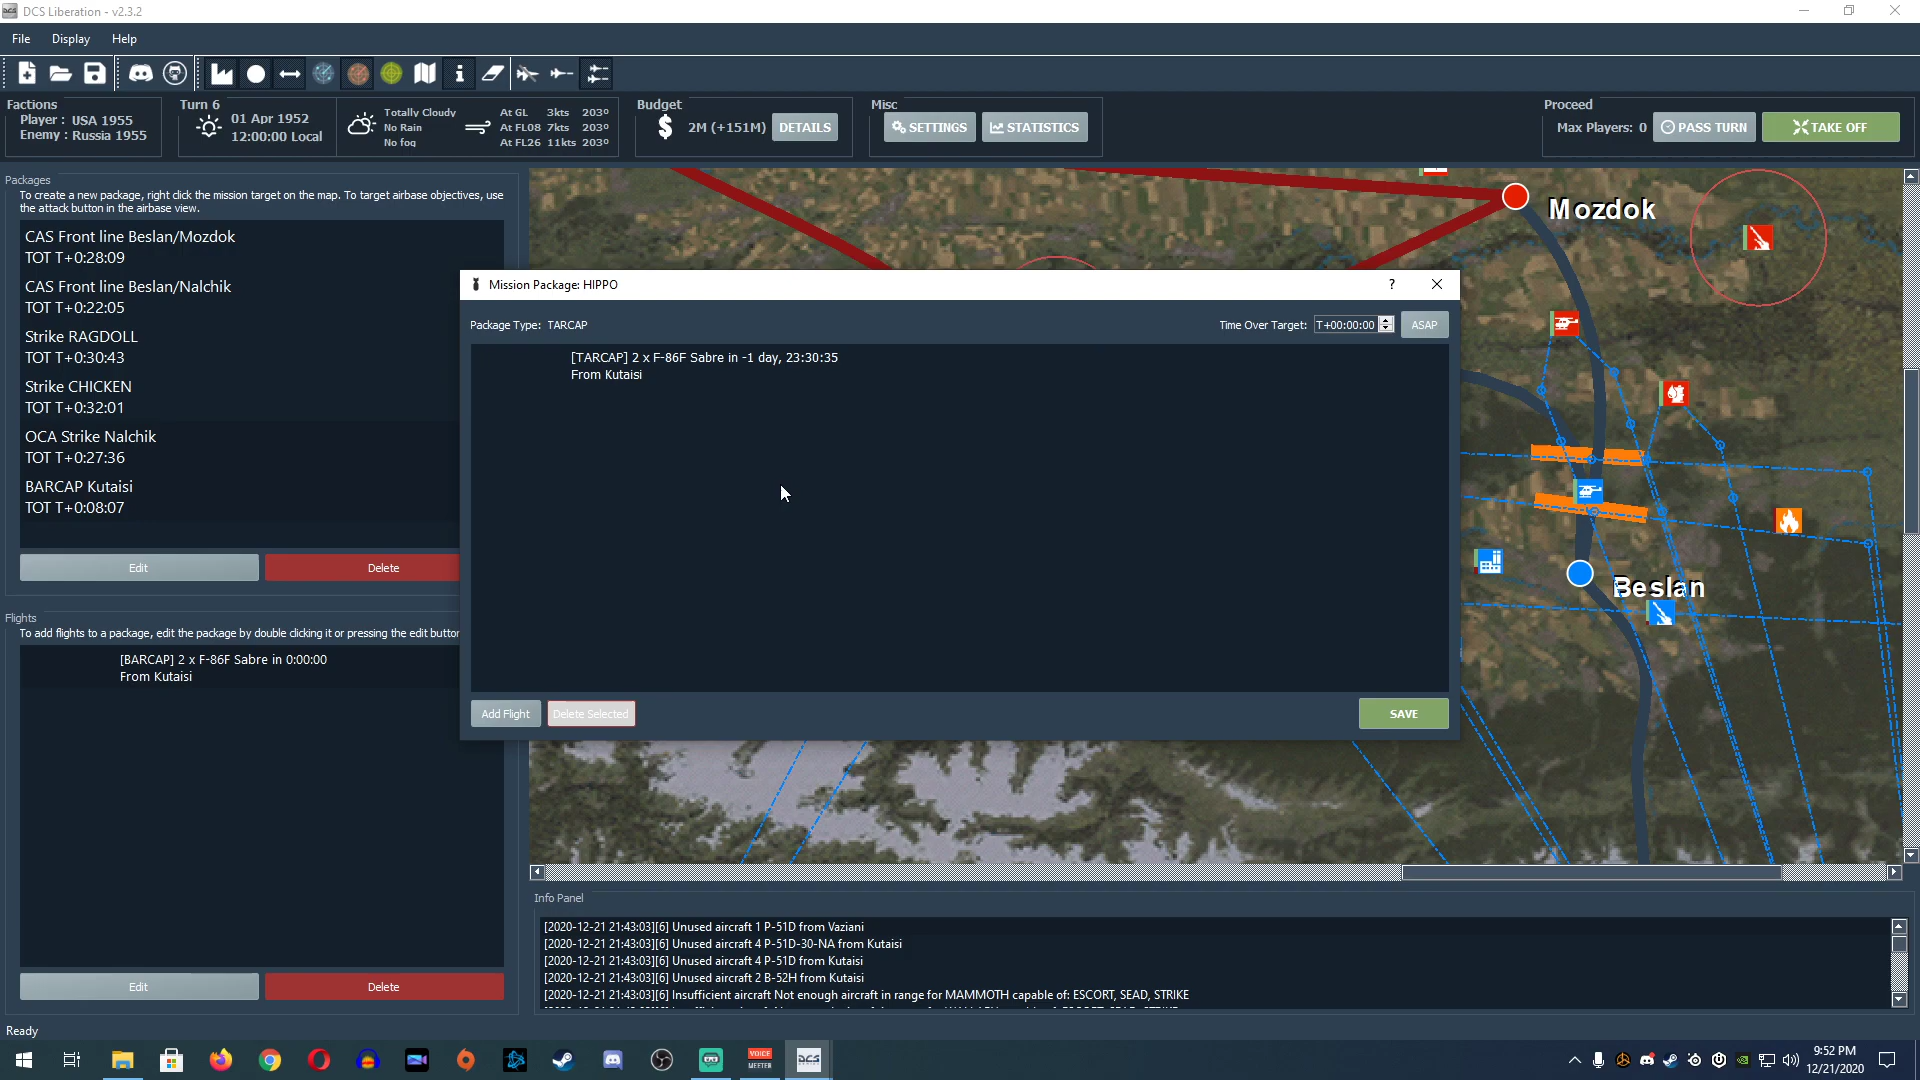 DCS Liberation - v2.3.2
File Display Help
Factions
Player : USA 1955
Enemy : Russia 1955
Turn 6
01 Apr 1952
12:00:00 Local
Totally Cloudy
No Rain
No fog
At GL 3kts 203º
At FL08 7kts 203º
At FL26 11kts 203º
Budget
2M (+151M) DETAILS
Misc
SETTINGS STATISTICS
Proceed
Max Players: 0 PASS TURN TAKE OFF
Packages
To create a new package, right click the mission target on the map. To target airbase objectives, use
the attack button in the airbase view.
CAS Front line Beslan/Mozdok
TOT T+0:28:09
CAS Front line Beslan/Nalchik
TOT T+0:22:05
Strike RAGDOLL
TOT T+0:30:43
Strike CHICKEN
TOT T+0:32:01
OCA Strike Nalchik
TOT T+0:27:36
BARCAP Kutaisi
TOT T+0:08:07
Edit Delete
Flights
To add flights to a package, edit the package by double clicking it or pressing the edit button
[BARCAP] 2 x F-86F Sabre in 0:00:00
From Kutaisi
Edit Delete
Mozdok
Beslan
Mission Package: HIPPO
Package Type: TARCAP
Time Over Target: T+00:00:00 ASAP
[TARCAP] 2 x F-86F Sabre in -1 day, 23:30:35
From Kutaisi
Add Flight Delete Selected SAVE
Info Panel
[2020-12-21 21:43:03][6] Unused aircraft 1 P-51D from Vaziani
[2020-12-21 21:43:03][6] Unused aircraft 4 P-51D-30-NA from Kutaisi
[2020-12-21 21:43:03][6] Unused aircraft 4 P-51D from Kutaisi
[2020-12-21 21:43:03][6] Unused aircraft 2 B-52H from Kutaisi
[2020-12-21 21:43:03][6] Insufficient aircraft Not enough aircraft in range for MAMMOTH capable of: ESCORT, SEAD, STRIKE
Ready
VOICE
MEETER
DCS
9:52 PM
12/21/2020